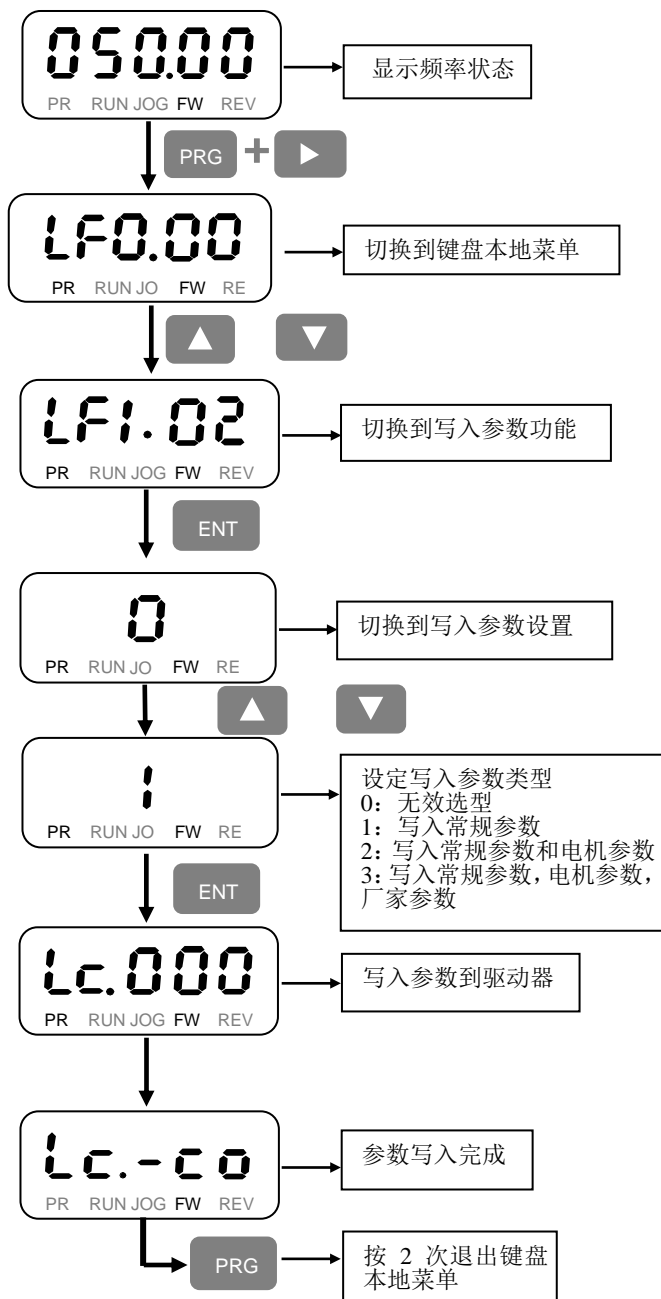 050.00
显示频率状态
PR RUN JOG FW REV
PRG +
LF0.00
切换到键盘本地菜单
PR RUN JO FW RE
LF1.02
切换到写入参数功能
PR RUN JOG FW REV
ENT
0
切换到写入参数设置
PR RUN JO FW RE
1
设定写入参数类型
0：无效选型
1：写入常规参数
2：写入常规参数和电机参数
3：写入常规参数，电机参数，
厂家参数
PR RUN JO FW RE
ENT
Lc.000
写入参数到驱动器
PR RUN JOG FW REV
Lc.-co
参数写入完成
PR RUN JOG FW REV
PRG
按 2 次退出键盘
本地菜单